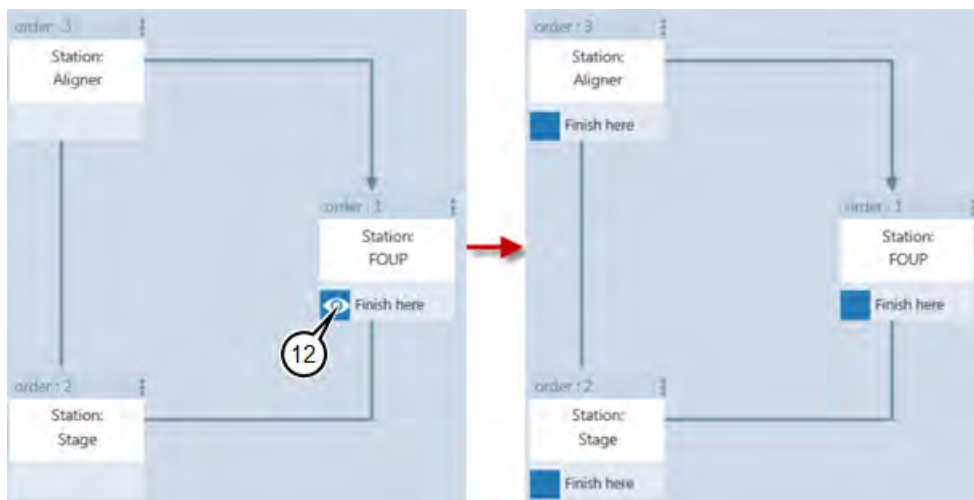 order : 3
Station:
Aligner
order : 1
Station:
FOUP
Finish here
12
order : 2
Station:
Stage
order : 3
Station:
Aligner
Finish here
order : 1
Station:
FOUP
Finish here
order : 2
Station:
Stage
Finish here